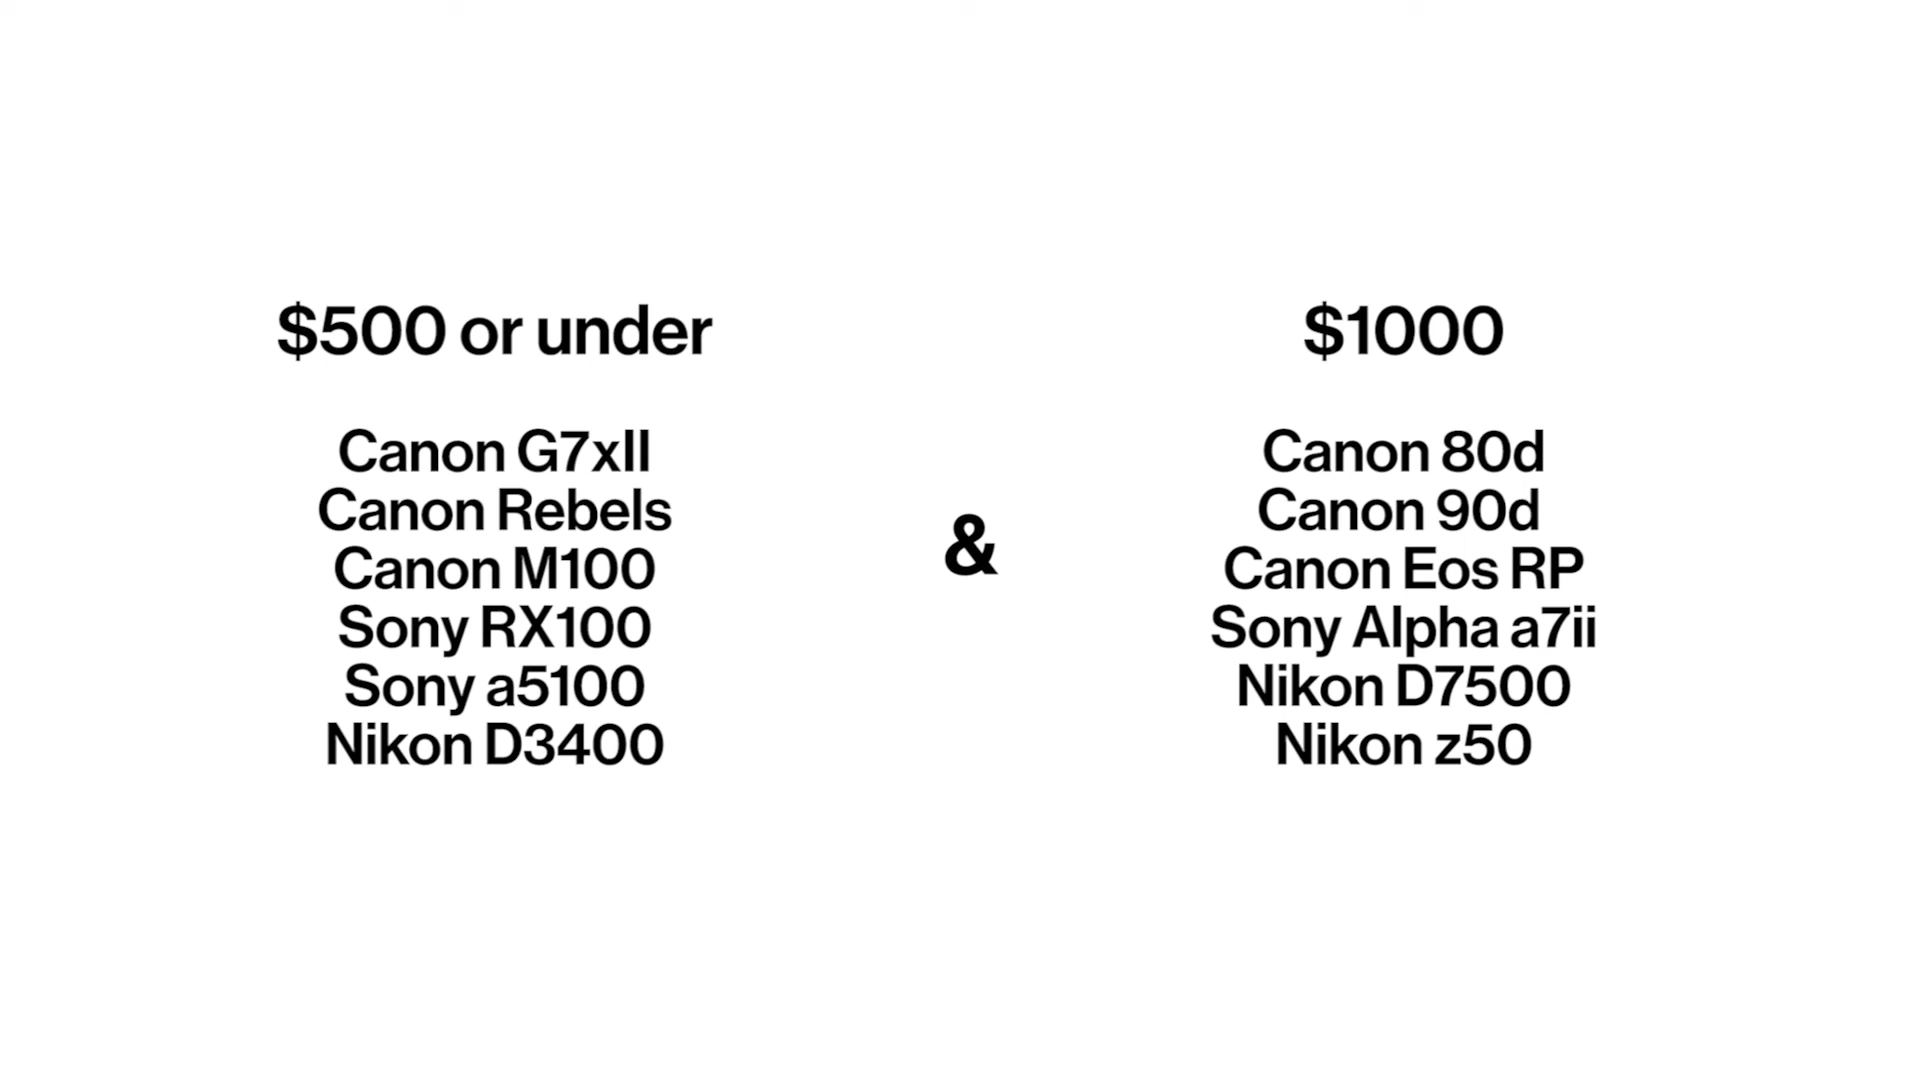 $500 or under
Canon G7xII
Canon Rebels
Canon M100
Sony RX100
Sony a5100
Nikon D3400
&
$1000
Canon 80d
Canon 90d
Canon Eos RP
Sony Alpha a7ii
Nikon D7500
Nikon z50